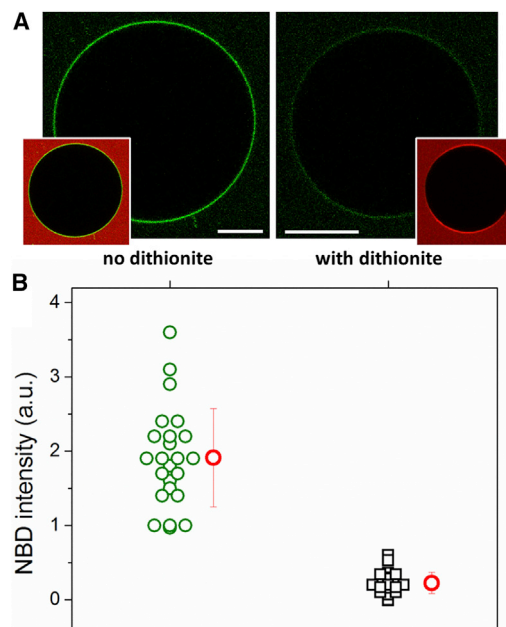 A
no dithionite
with dithionite
B
NBD intensity (a.u.)
4
3
2
1
0